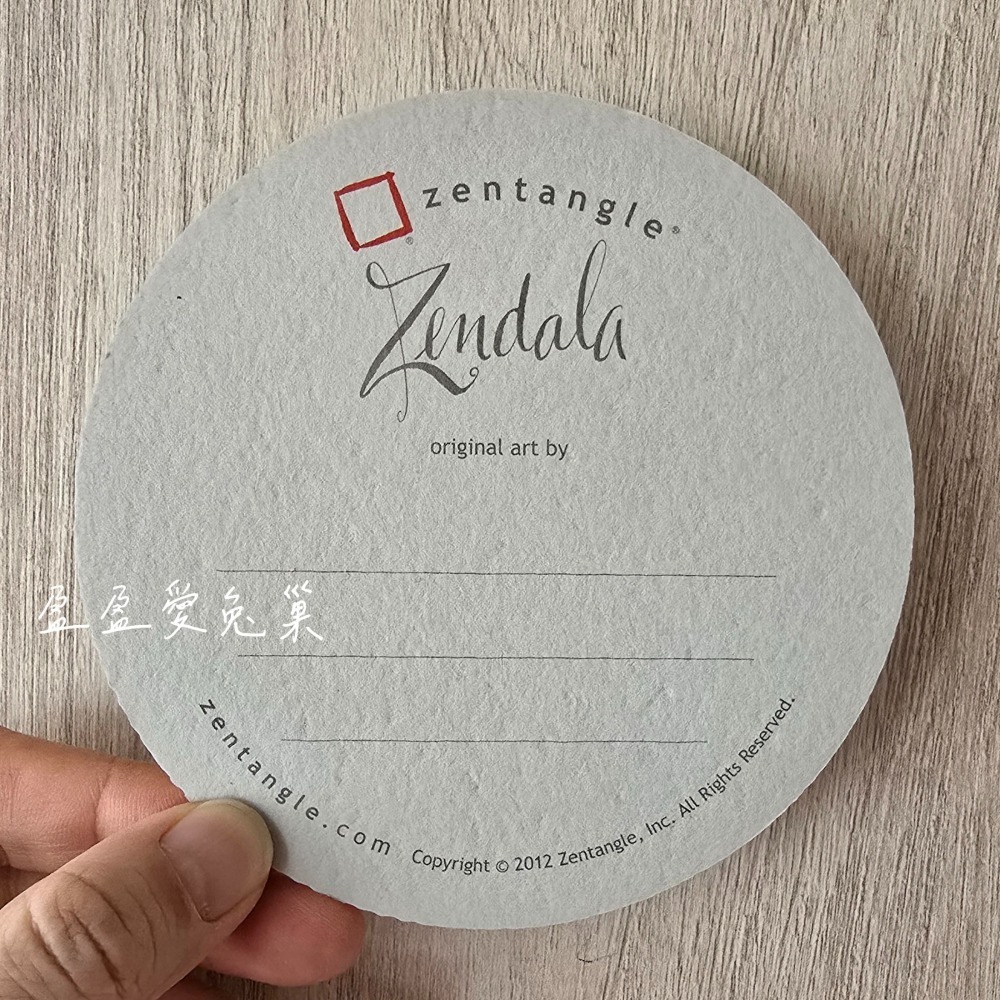 zentangle®
®
Zendala
original art by
盈盈愛兔巢
zentangle.com
Copyright © 2012 Zentangle, Inc. All Rights Reserved.